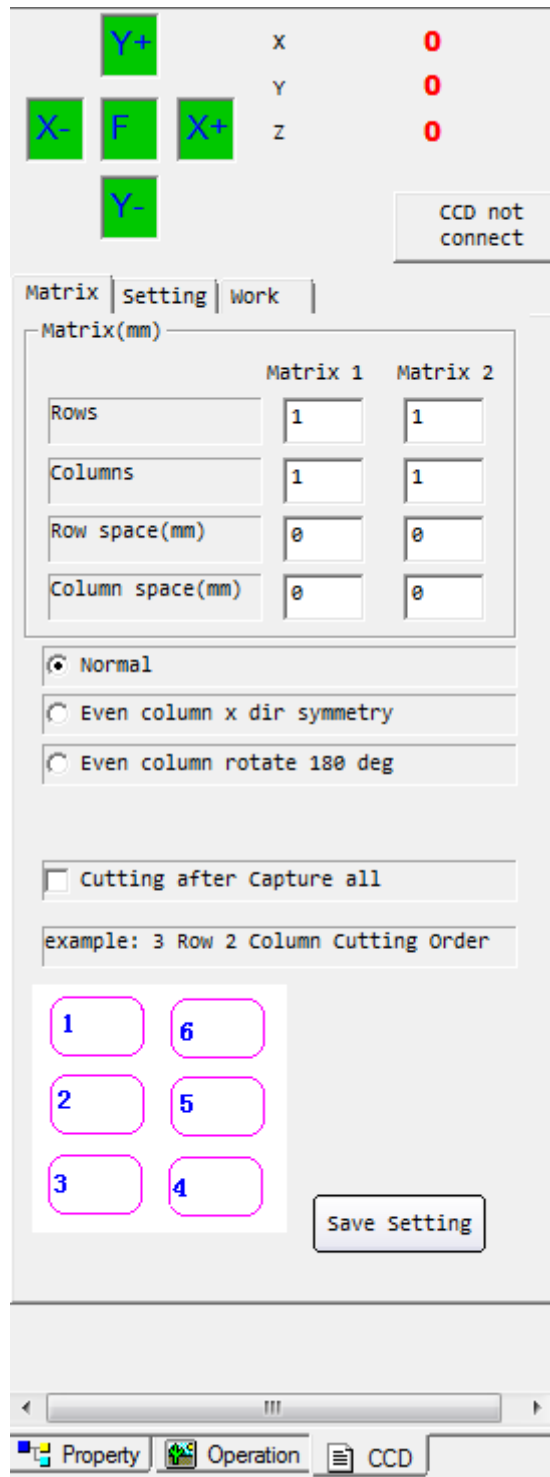 Y+
X 0
Y 0
X- F X+
Z 0
Y-
CCD not
connect
Matrix Setting Work
Matrix(mm)
Matrix 1 Matrix 2
Rows 1 1
Columns 1 1
Row space(mm) 0 0
Column space(mm) 0 0
Normal
Even column x dir symmetry
Even column rotate 180 deg
Cutting after Capture all
example: 3 Row 2 Column Cutting Order
1 6
2 5
3 4
Save Setting
Property Operation CCD